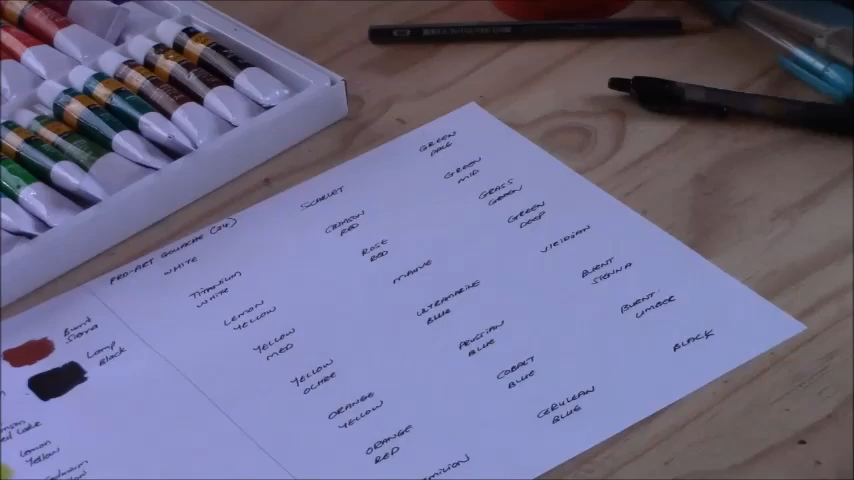 PRO-ART GOUACHE (24)
WHITE
TITANIUM
WHITE
LEMON
YELLOW
YELLOW
MED
YELLOW
OCHRE
ORANGE
YELLOW
ORANGE
RED
SCARLET
CRIMSON
RED
ROSE
RED
MAUVE
ULTRAMARINE
BLUE
PRUSSIAN
BLUE
COBALT
BLUE
CERULEAN
BLUE
GREEN
PALE
GREEN
MID
GRASS
GREEN
GREEN
DEEP
VIRIDIAN
BURNT
SIENNA
BURNT
UMBER
BLACK
Burnt
Sienna
Lamp
Black
Lemon
Yellow